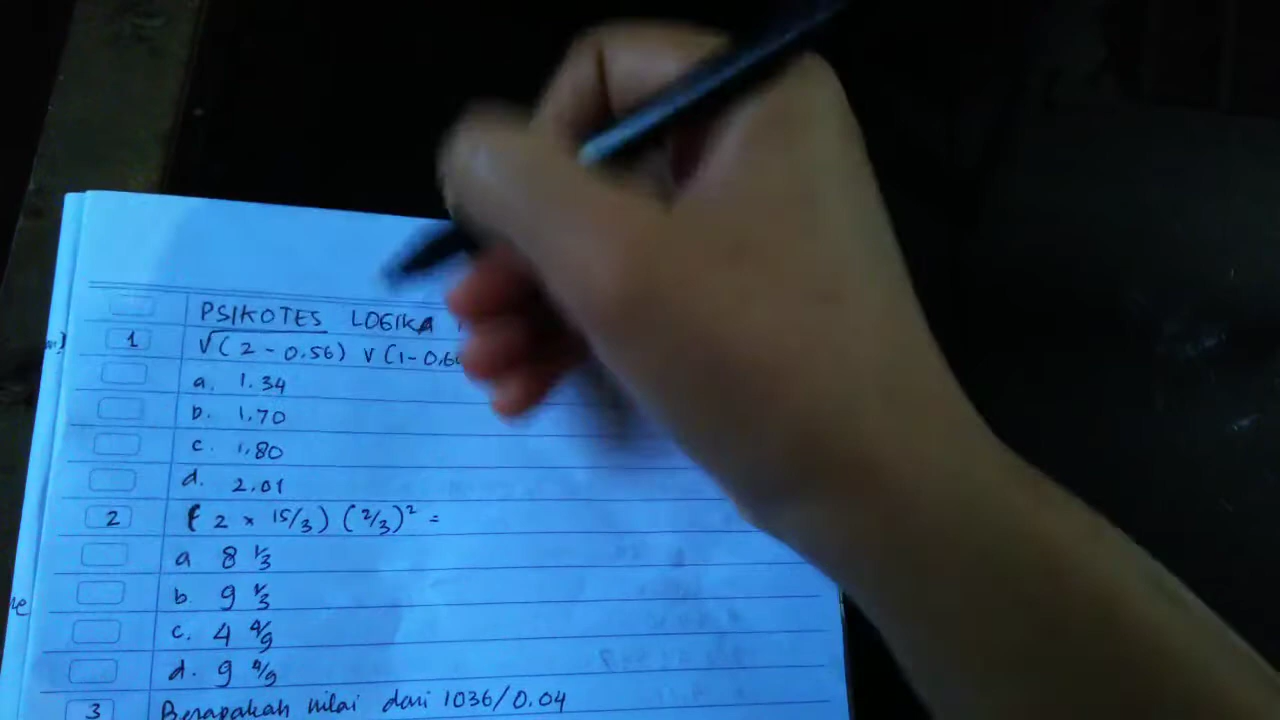 PSIKOTES LOGIKA
1 √(2 - 0.56) √(1-0.6
a. 1.34
b. 1.70
c. 1.80
d. 2.01
2 (2 × 15/3) (2/3)² =
a 8 1/3
b. 9 1/3
c. 4 4/9
d. 9 4/9
3 Berapakah nilai dari 1036/0.04